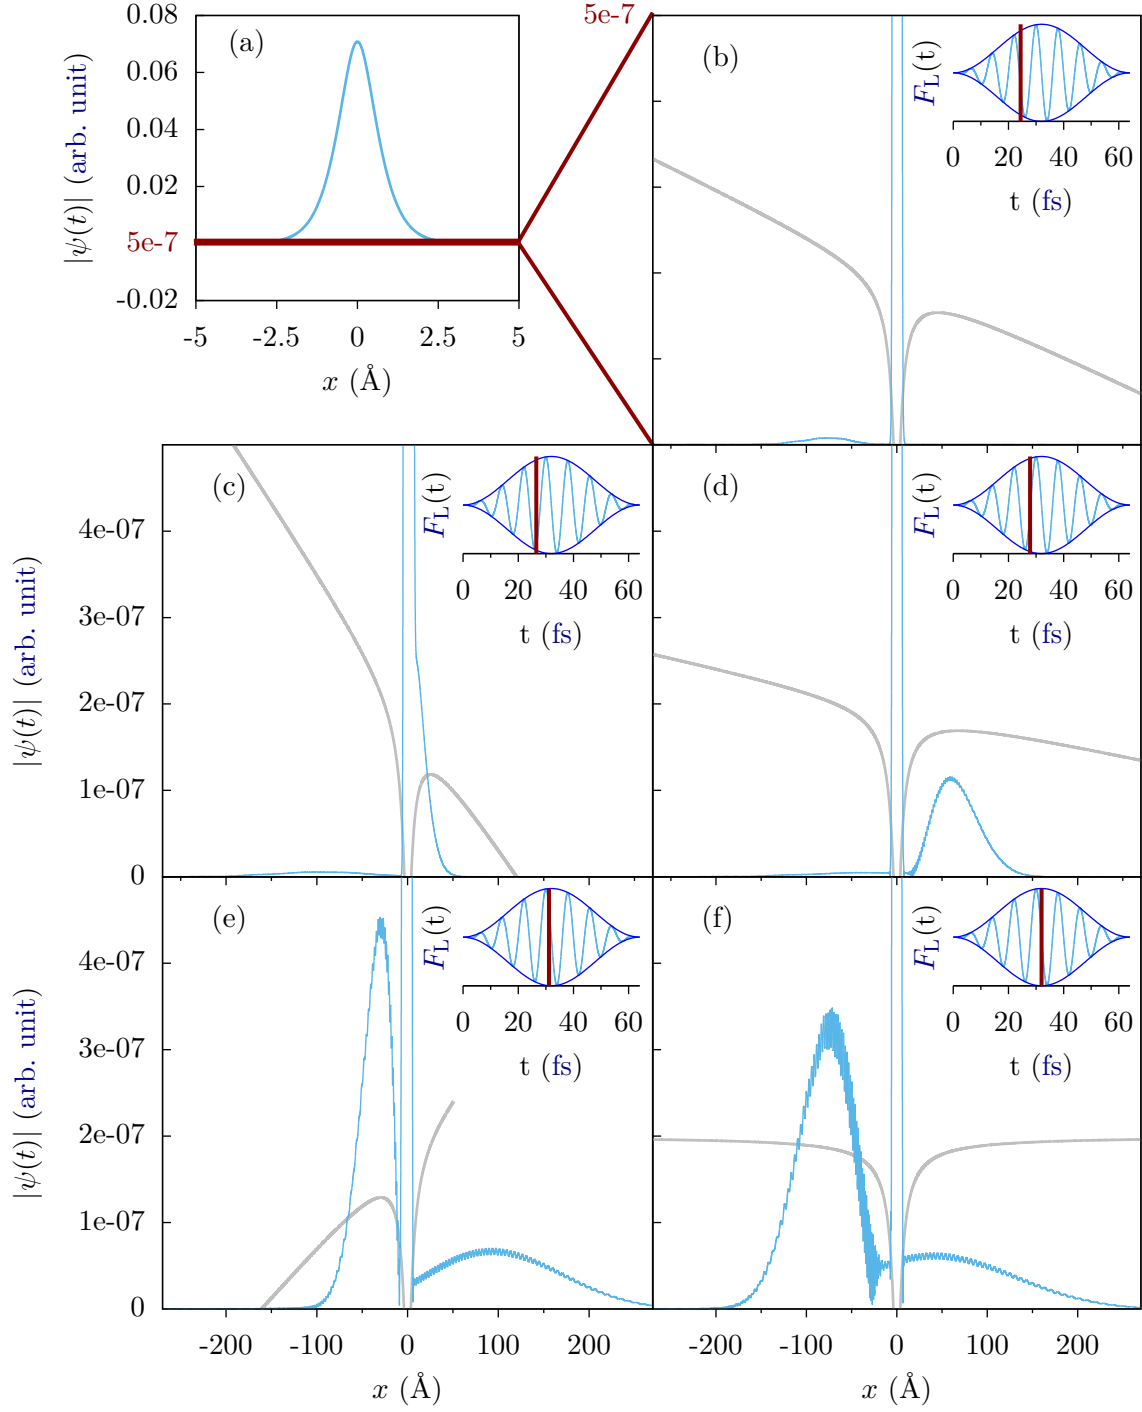 (a)
0.08
0.06
0.04
0.02
5e-7
-0.02
|ψ(t)| (arb. unit)
-5 -2.5 0 2.5 5
x (Å)
5e-7
(b)
F_L(t)
0 20 40 60
t (fs)
(c)
F_L(t)
0 20 40 60
t (fs)
4e-07
3e-07
2e-07
1e-07
0
|ψ(t)| (arb. unit)
(d)
F_L(t)
0 20 40 60
t (fs)
(e)
F_L(t)
0 20 40 60
t (fs)
4e-07
3e-07
2e-07
1e-07
0
|ψ(t)| (arb. unit)
-200 -100 0 100 200
x (Å)
(f)
F_L(t)
0 20 40 60
t (fs)
-200 -100 0 100 200
x (Å)